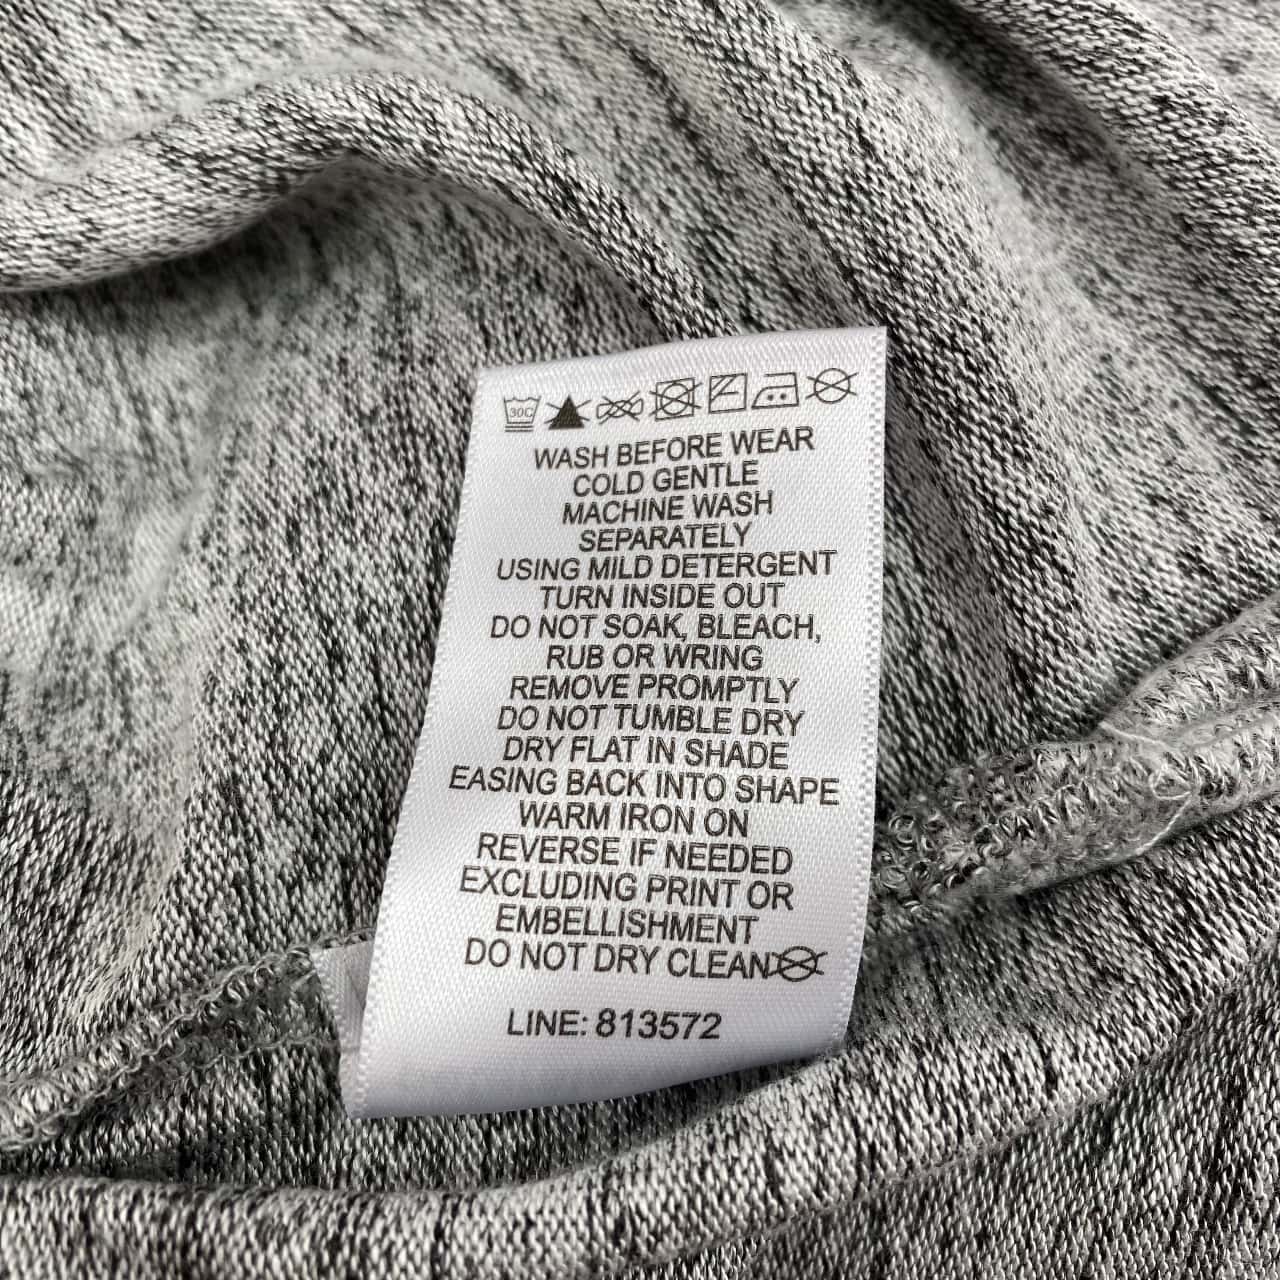 30C
WASH BEFORE WEAR
COLD GENTLE
MACHINE WASH
SEPARATELY
USING MILD DETERGENT
TURN INSIDE OUT
DO NOT SOAK, BLEACH,
RUB OR WRING
REMOVE PROMPTLY
DO NOT TUMBLE DRY
DRY FLAT IN SHADE
EASING BACK INTO SHAPE
WARM IRON ON
REVERSE IF NEEDED
EXCLUDING PRINT OR
EMBELLISHMENT
DO NOT DRY CLEAN
LINE: 813572